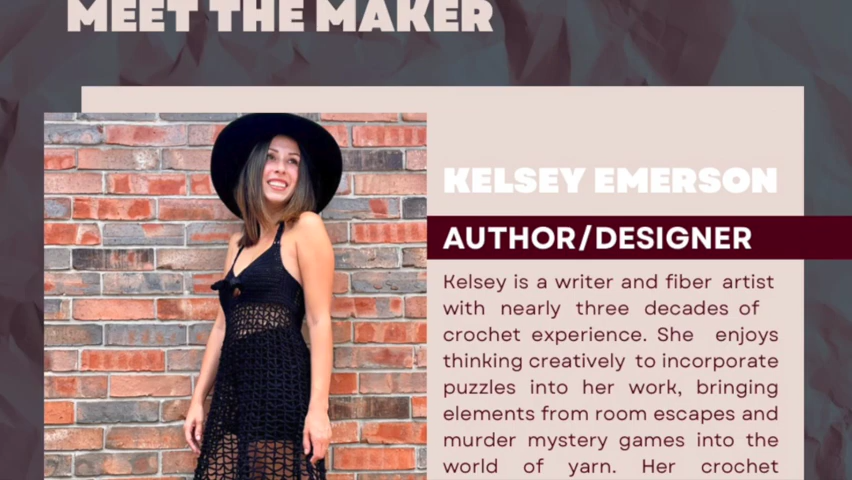 MEET THE MAKER
KELSEY EMERSON
AUTHOR/DESIGNER
Kelsey is a writer and fiber artist
with nearly three decades of
crochet experience. She enjoys
thinking creatively to incorporate
puzzles into her work, bringing
elements from room escapes and
murder mystery games into the
world of yarn. Her crochet